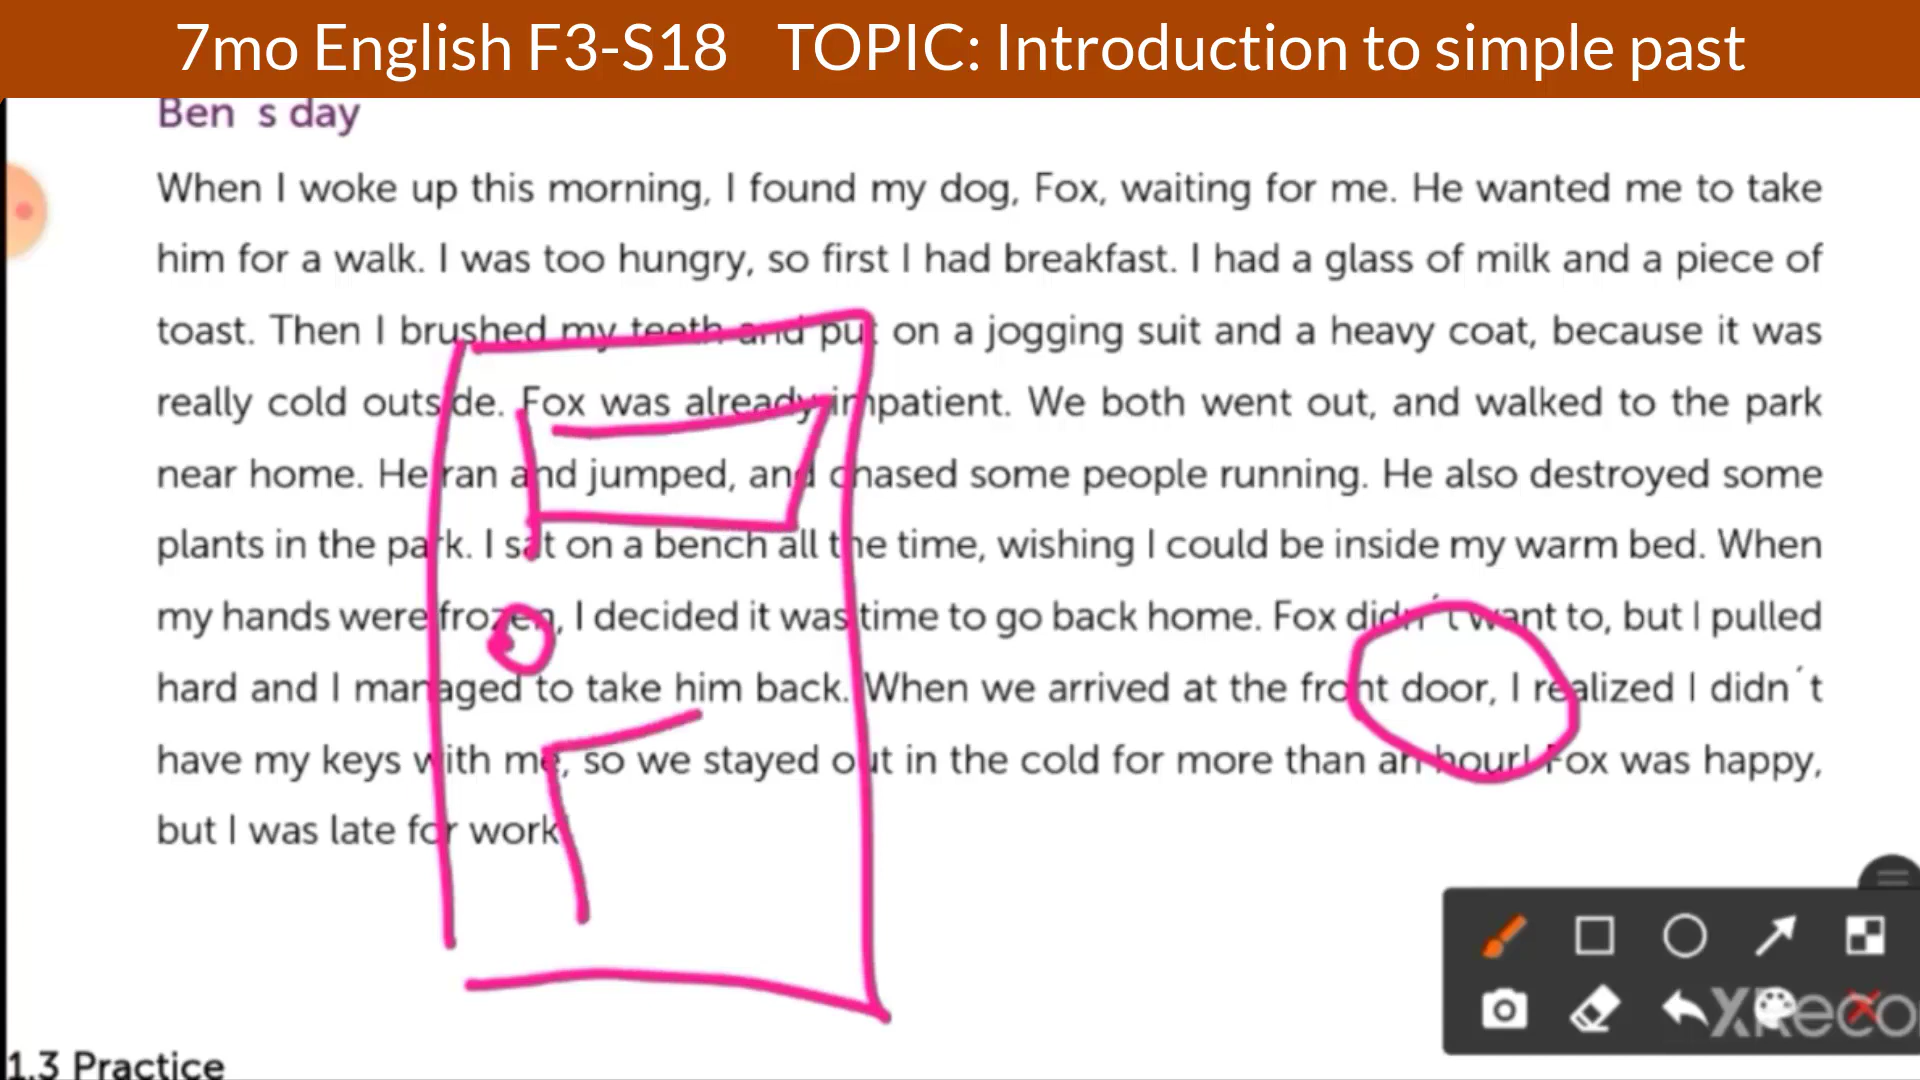 7mo English F3-S18 TOPIC: Introduction to simple past
Ben s day
When I woke up this morning, I found my dog, Fox, waiting for me. He wanted me to take
him for a walk. I was too hungry, so first I had breakfast. I had a glass of milk and a piece of
toast. Then I brushed my teeth and put on a jogging suit and a heavy coat, because it was
really cold outside. Fox was already impatient. We both went out, and walked to the park
near home. He ran and jumped, and chased some people running. He also destroyed some
plants in the park. I sat on a bench all the time, wishing I could be inside my warm bed. When
my hands were frozen, I decided it was time to go back home. Fox didn´t want to, but I pulled
hard and I managed to take him back. When we arrived at the front door, I realized I didn´t
have my keys with me, so we stayed out in the cold for more than an hour! Fox was happy,
but I was late for work!
XReco
1.3 Practice